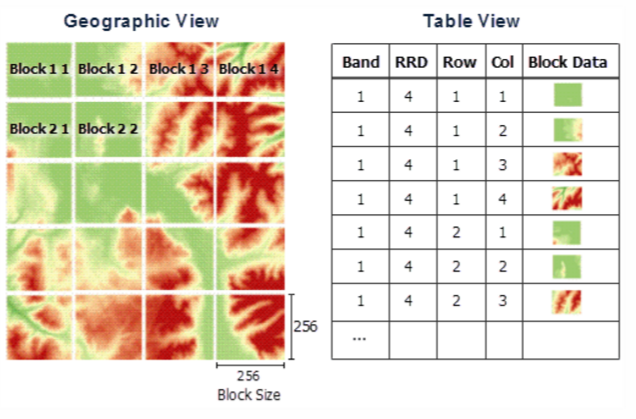 Geographic View
Table View
Block 1 1 Block 1 2 Block 1 3 Block 1 4
Block 2 1 Block 2 2
256
256
Block Size
Band RRD Row Col Block Data
1 4 1 1
1 4 1 2
1 4 1 3
1 4 1 4
1 4 2 1
1 4 2 2
1 4 2 3
...